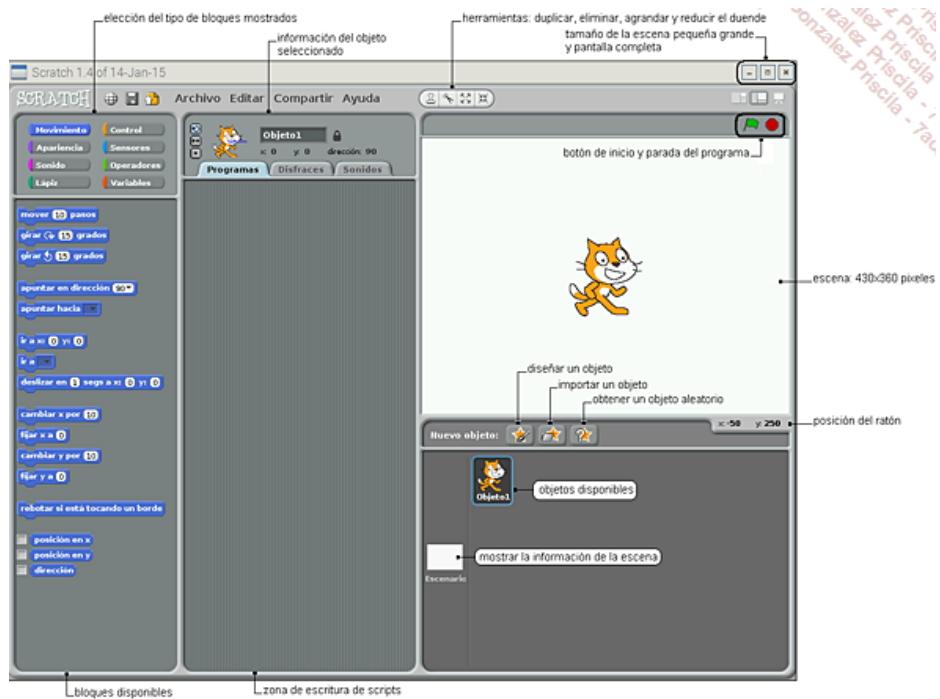 elección del tipo de bloques mostrados
información del objeto
seleccionado
herramientas: duplicar, eliminar, agrandar y reducir el duende
tamaño de la escena pequeña grande
y pantalla completa
Scratch 1.4 of 14-Jan-15
SCRATCH
Archivo Editar Compartir Ayuda
Movimiento Control
Apariencia Sensores
Sonido Operadores
Lápiz Variables
Objeto1
x: 0 y: 0 dirección: 90
Programas Disfraces Sonidos
botón de inicio y parada del programa
mover 10 pasos
girar 15 grados
girar 15 grados
apuntar en dirección 90
apuntar hacia
ir a x: 0 y: 0
ir a
deslizar en 1 segs a x: 0 y: 0
cambiar x por 10
fijar x a 0
cambiar y por 10
fijar y a 0
rebotar si está tocando un borde
posición en x
posición en y
dirección
escena: 430x360 pixeles
diseñar un objeto
importar un objeto
obtener un objeto aleatorio
Nuevo objeto:
x: -50 y: 250
posición del ratón
Objeto1
objetos disponibles
mostrar la información de la escena
Escenario
bloques disponibles
zona de escritura de scripts
Gonzalez Priscila